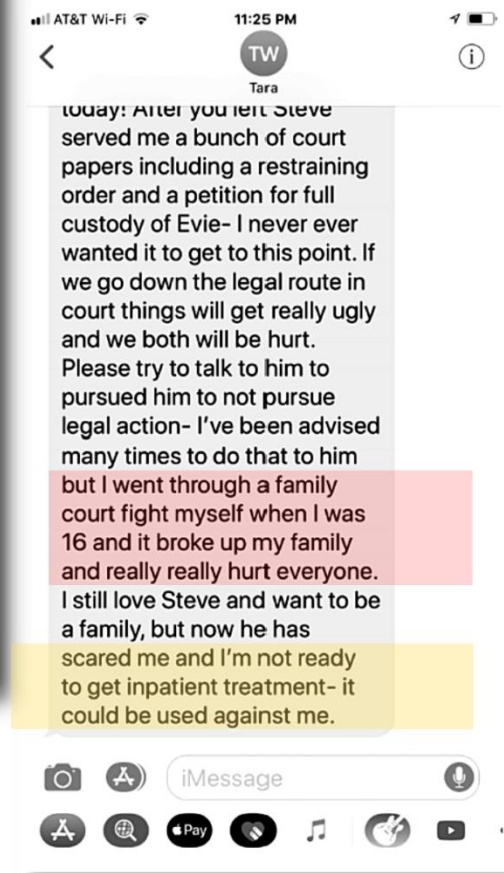 AT&T Wi-Fi 11:25 PM
TW
Tara
today! After you left Steve
served me a bunch of court
papers including a restraining
order and a petition for full
custody of Evie- I never ever
wanted it to get to this point. If
we go down the legal route in
court things will get really ugly
and we both will be hurt.
Please try to talk to him to
pursued him to not pursue
legal action- I've been advised
many times to do that to him
but I went through a family
court fight myself when I was
16 and it broke up my family
and really really hurt everyone.
I still love Steve and want to be
a family, but now he has
scared me and I'm not ready
to get inpatient treatment- it
could be used against me.
iMessage
Pay